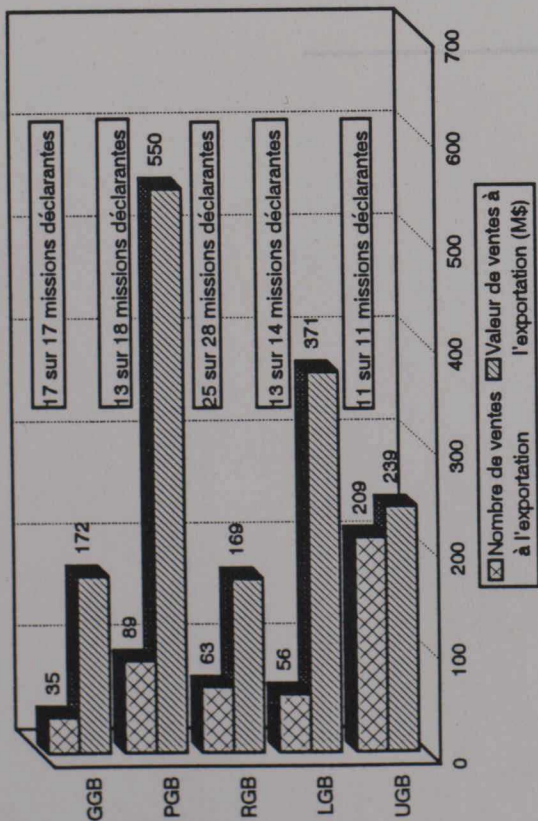 GGB
35
172
17 sur 17 missions déclarantes
PGB
89
550
13 sur 18 missions déclarantes
RGB
63
169
25 sur 28 missions déclarantes
LGB
56
371
13 sur 14 missions déclarantes
UGB
209
239
11 sur 11 missions déclarantes
0 100 200 300 400 500 600 700
Nombre de ventes à l'exportation
Valeur de ventes à l'exportation (M$)